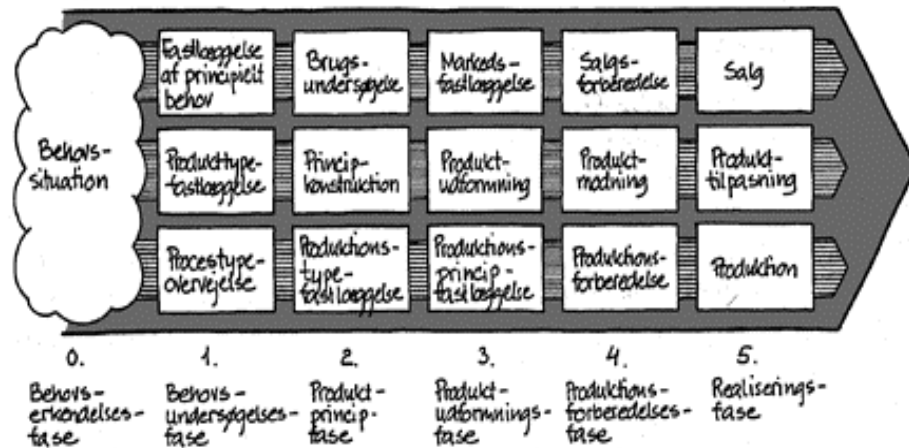 Behovs-
situation
Fastlæggelse
af principielt
behov
Brugs-
undersøgelse
Markeds-
fastlæggelse
Salgs-
forberedelse
Salg
Produkttype-
fastlæggelse
Princip-
konstruktion
Produkt-
udformning
Produkt-
modning
Produkt-
tilpasning
Procestype-
overvejelse
Produktions-
type-
fastlæggelse
Produktions-
princip-
fastlæggelse
Produktions-
forberedelse
Produktion
0.
Behovs-
erkendelses-
fase
1.
Behovs-
undersøgelses-
fase
2.
Produkt-
princip-
fase
3.
Produkt-
udformnings-
fase
4.
Produktions-
forberedelses-
fase
5.
Realiserings-
fase